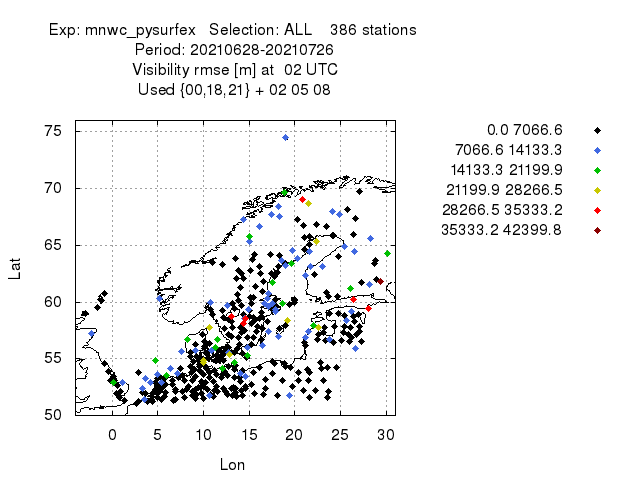 Exp: mnwc_pysurfex   Selection: ALL    386 stations
Period: 20210628-20210726
Visibility rmse [m] at  02 UTC
Used {00,18,21} + 02 05 08
0.0 7066.6
7066.6 14133.3
14133.3 21199.9
21199.9 28266.5
28266.5 35333.2
35333.2 42399.8
75
70
65
60
55
50
Lat
0 5 10 15 20 25 30
Lon